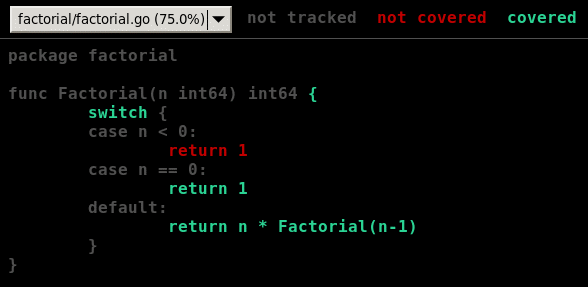 factorial/factorial.go (75.0%) not tracked not covered covered
package factorial
func Factorial(n int64) int64 {
switch {
case n < 0:
return 1
case n == 0:
return 1
default:
return n * Factorial(n-1)
}
}